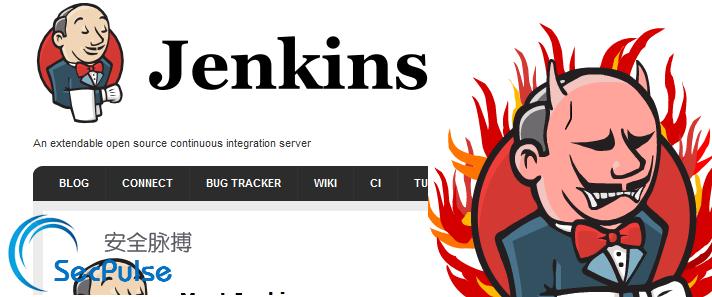 Jenkins
An extendable open source continuous integration server
BLOG CONNECT BUG TRACKER WIKI CI TU
安全脉搏
SecPulse